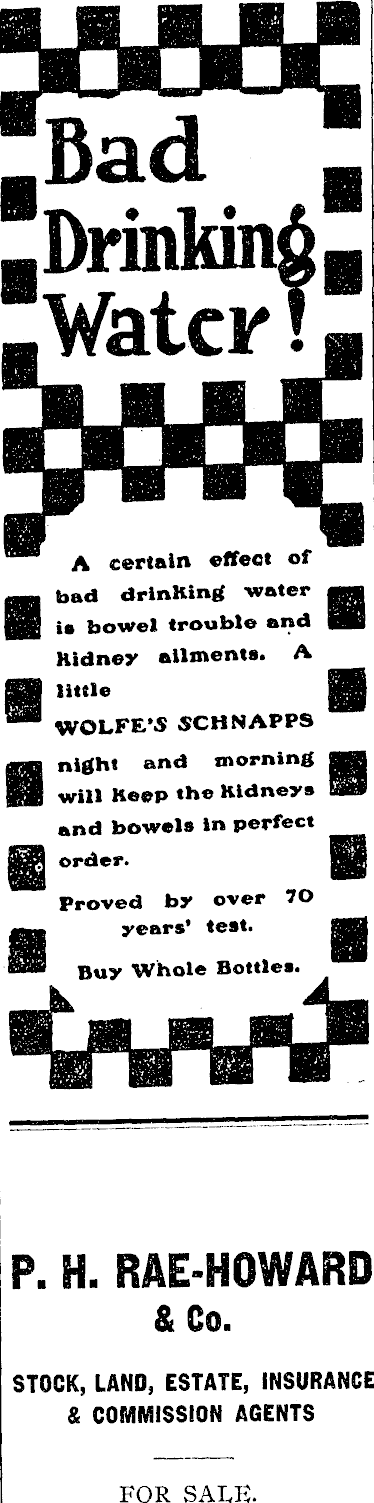 Bad
Drinking
Water!
A certain effect of
bad drinking water
is bowel trouble and
kidney ailments. A
little
WOLFE'S SCHNAPPS
night and morning
will keep the kidneys
and bowels in perfect
order.
Proved by over 70
years' test.
Buy Whole Bottles.
P. H. RAE-HOWARD
& Co.
STOCK, LAND, ESTATE, INSURANCE
& COMMISSION AGENTS
FOR SALE.